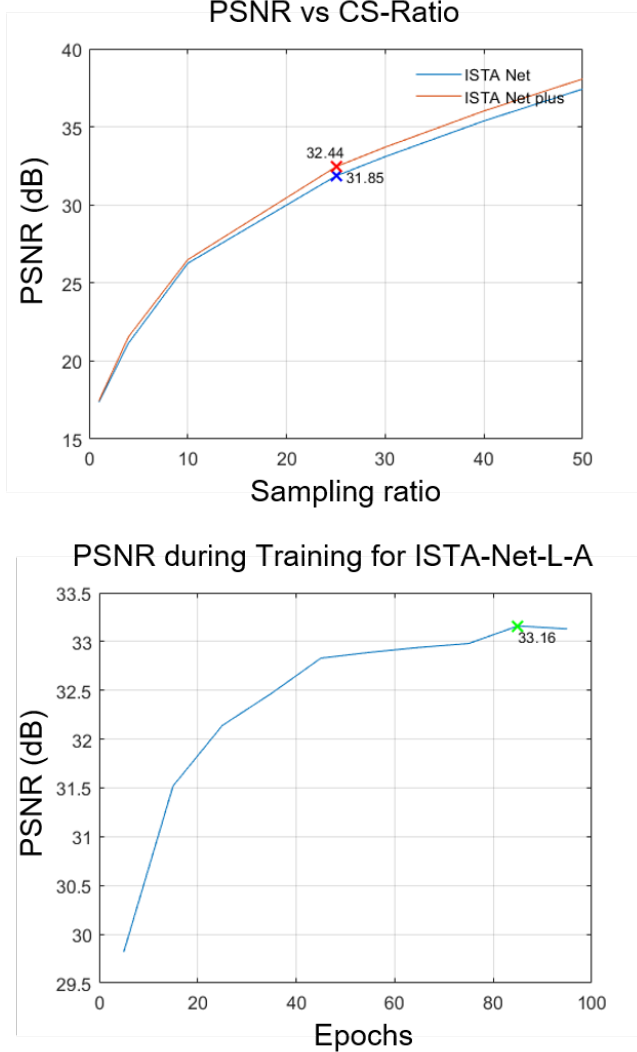 PSNR vs CS-Ratio
40
ISTA Net
ISTA Net plus
35
32.44
31.85
30
PSNR (dB)
25
20
15
0 10 20 30 40 50
Sampling ratio
PSNR during Training for ISTA-Net-L-A
33.5
33.16
33
32.5
32
PSNR (dB)
31.5
31
30.5
30
29.5
0 20 40 60 80 100
Epochs